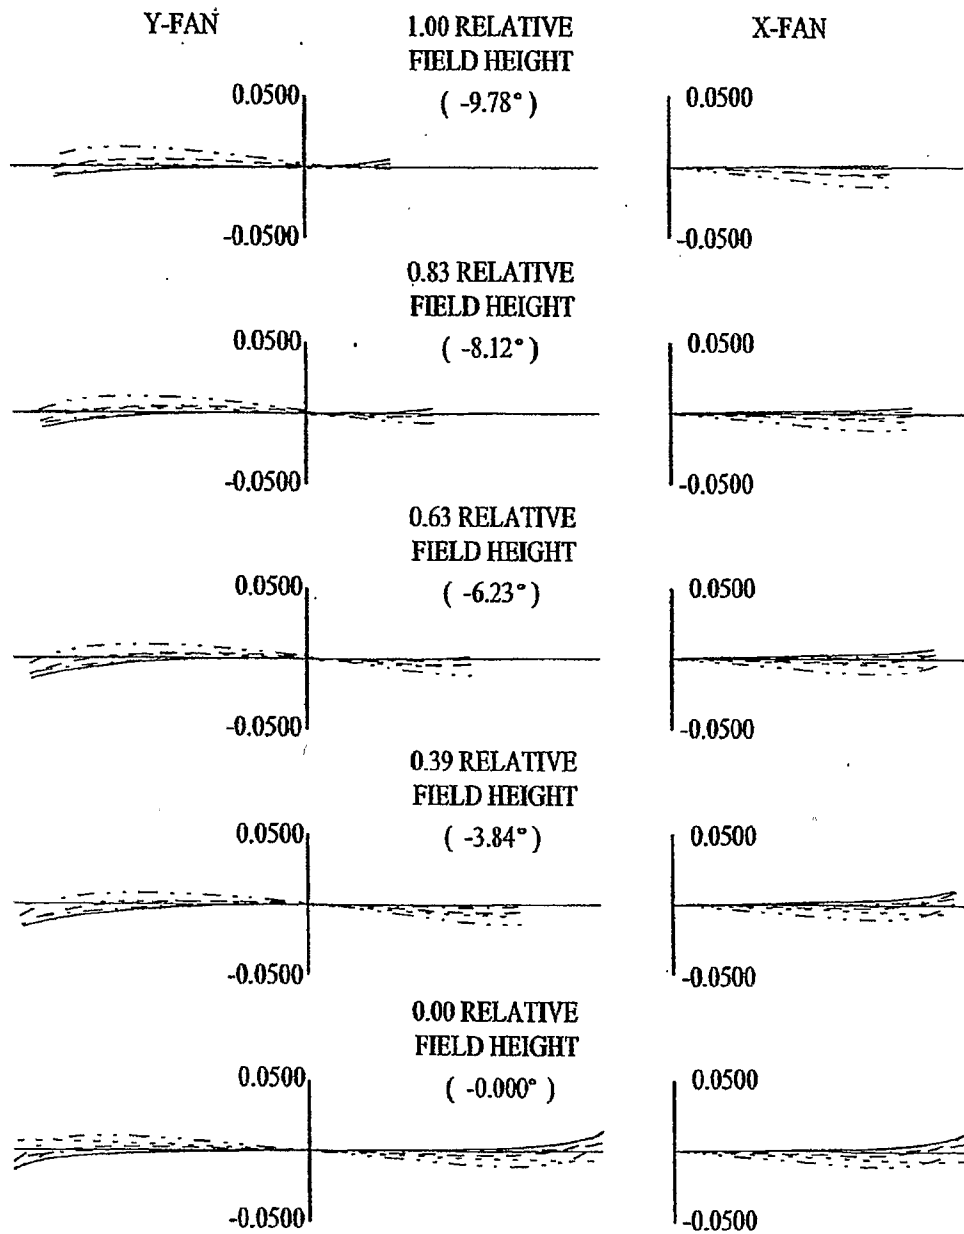 Y-FAN
1.00 RELATIVE
FIELD HEIGHT
( -9.78° )
X-FAN
0.0500
-0.0500
0.0500
-0.0500
0.83 RELATIVE
FIELD HEIGHT
( -8.12° )
0.0500
-0.0500
0.0500
-0.0500
0.63 RELATIVE
FIELD HEIGHT
( -6.23° )
0.0500
-0.0500
0.0500
-0.0500
0.39 RELATIVE
FIELD HEIGHT
( -3.84° )
0.0500
-0.0500
0.0500
-0.0500
0.00 RELATIVE
FIELD HEIGHT
( -0.000° )
0.0500
-0.0500
0.0500
-0.0500